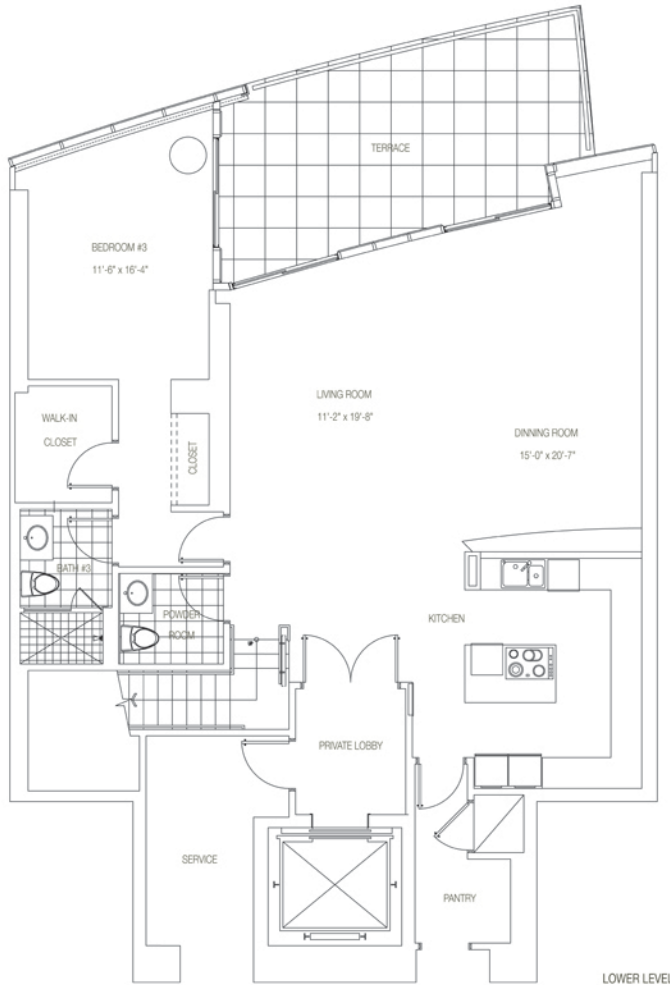 TERRACE
BEDROOM #3
11'-6" x 16'-4"
LIVING ROOM
11'-2" x 19'-8"
DINNING ROOM
15'-0" x 20'-7"
WALK-IN
CLOSET
CLOSET
BATH #3
POWDER
ROOM
KITCHEN
PRIVATE LOBBY
SERVICE
PANTRY
LOWER LEVEL